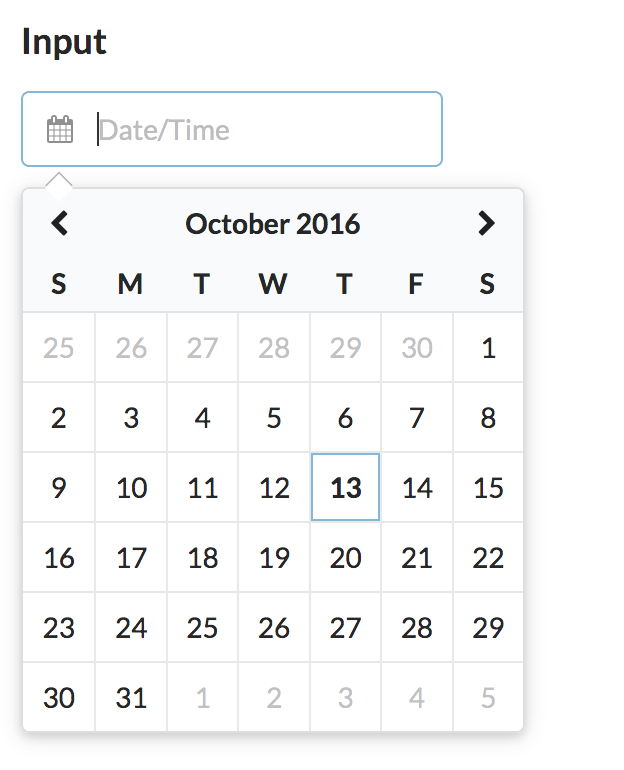 Input
Date/Time
October 2016
S M T W T F S
25 26 27 28 29 30 1
2 3 4 5 6 7 8
9 10 11 12 13 14 15
16 17 18 19 20 21 22
23 24 25 26 27 28 29
30 31 1 2 3 4 5